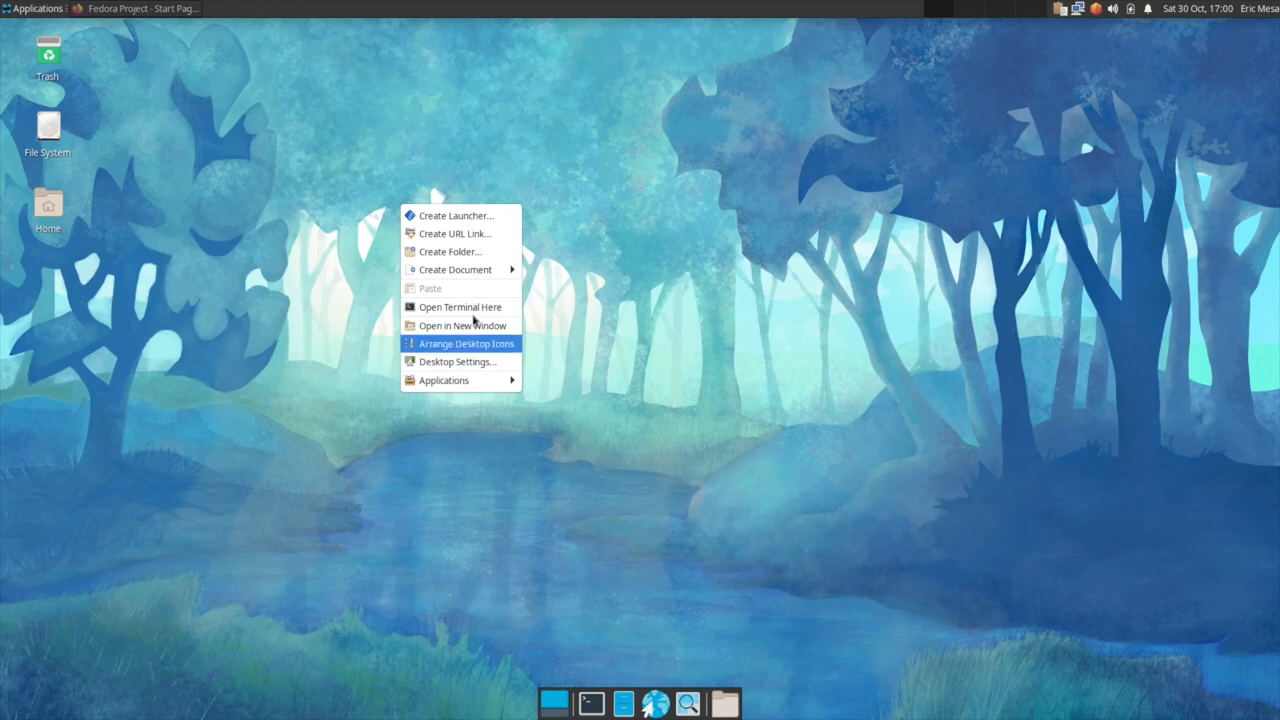 Applications
Fedora Project - Start Pag...
Sat 30 Oct, 17:00
Eric Mesa
Trash
File System
Home
Create Launcher...
Create URL Link...
Create Folder...
Create Document
Paste
Open Terminal Here
Open in New Window
Arrange Desktop Icons
Desktop Settings...
Applications